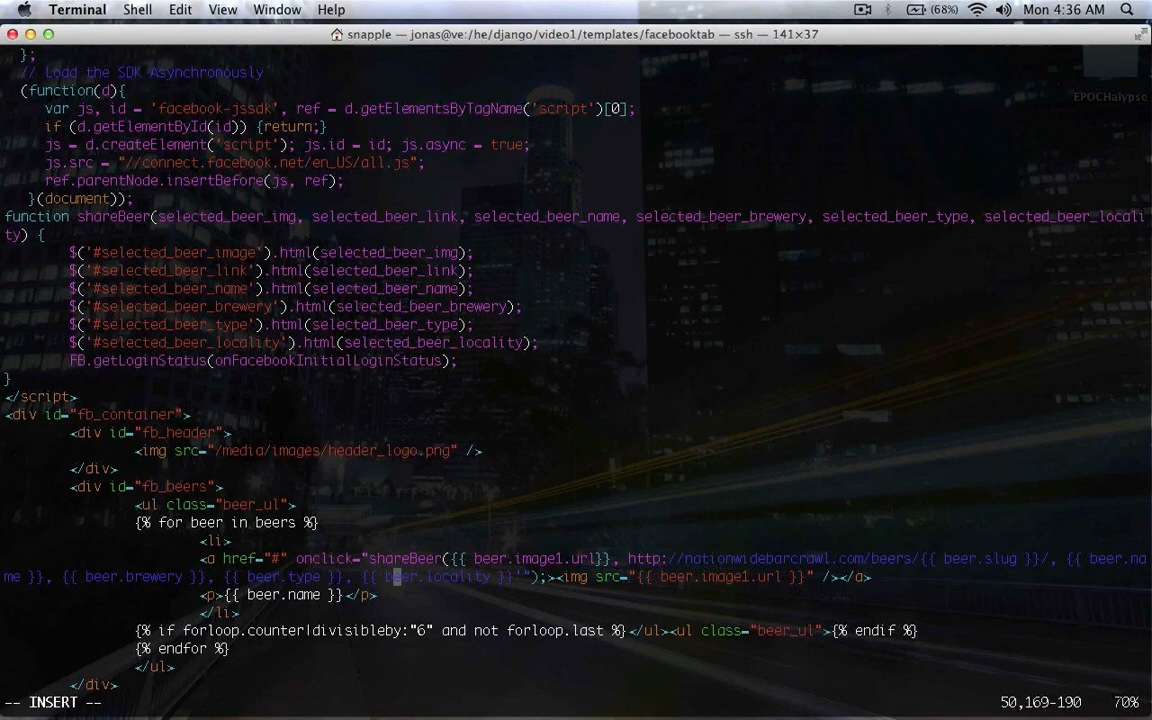 Terminal Shell Edit View Window Help (68%) Mon 4:36 AM
snapple — jonas@ve:/he/django/video1/templates/facebooktab — ssh — 141×37
EPOCHalypse
};
// Load the SDK Asynchronously
(function(d){
var js, id = 'facebook-jssdk', ref = d.getElementsByTagName('script')[0];
if (d.getElementById(id)) {return;}
js = d.createElement('script'); js.id = id; js.async = true;
js.src = "//connect.facebook.net/en_US/all.js";
ref.parentNode.insertBefore(js, ref);
}(document));
function shareBeer(selected_beer_img, selected_beer_link, selected_beer_name, selected_beer_brewery, selected_beer_type, selected_beer_locali
ty) {
$('#selected_beer_image').html(selected_beer_img);
$('#selected_beer_link').html(selected_beer_link);
$('#selected_beer_name').html(selected_beer_name);
$('#selected_beer_brewery').html(selected_beer_brewery);
$('#selected_beer_type').html(selected_beer_type);
$('#selected_beer_locality').html(selected_beer_locality);
FB.getLoginStatus(onFacebookInitialLoginStatus);
}
</script>
<div id="fb_container">
<div id="fb_header">
<img src="/media/images/header_logo.png" />
</div>
<div id="fb_beers">
<ul class="beer_ul">
{% for beer in beers %}
<li>
<a href="#" onclick="shareBeer({{ beer.image1.url}}, http://nationwidebarcrawl.com/beers/{{ beer.slug }}/, {{ beer.na
me }}, {{ beer.brewery }}, {{ beer.type }}, {{ beer.locality }}'");><img src="{{ beer.image1.url }}" /></a>
<p>{{ beer.name }}</p>
</li>
{% if forloop.counter|divisibleby:"6" and not forloop.last %}</ul><ul class="beer_ul">{% endif %}
{% endfor %}
</ul>
</div>
-- INSERT -- 50,169-190 70%